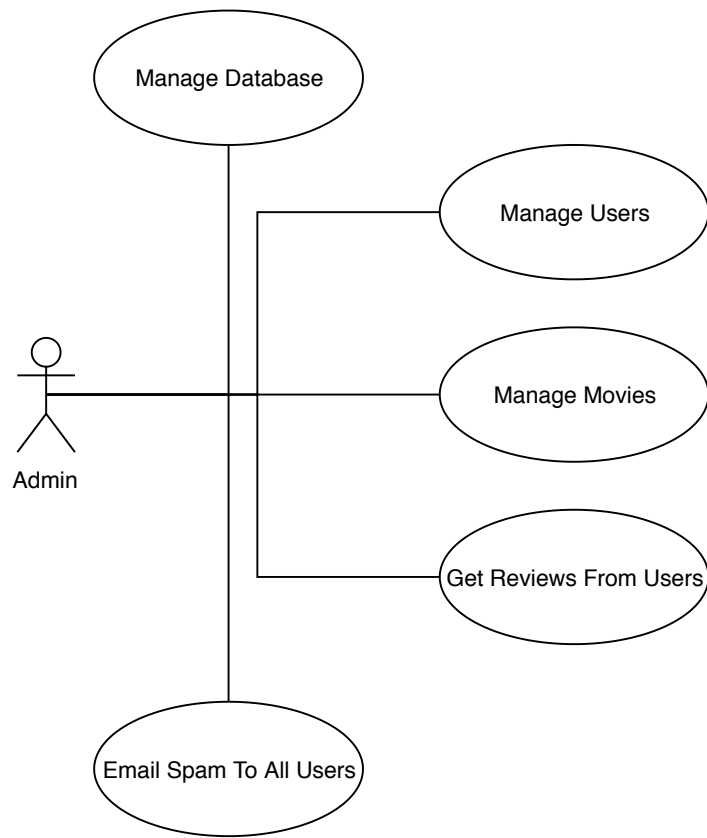 Manage Database
Manage Users
Manage Movies
Admin
Get Reviews From Users
Email Spam To All Users